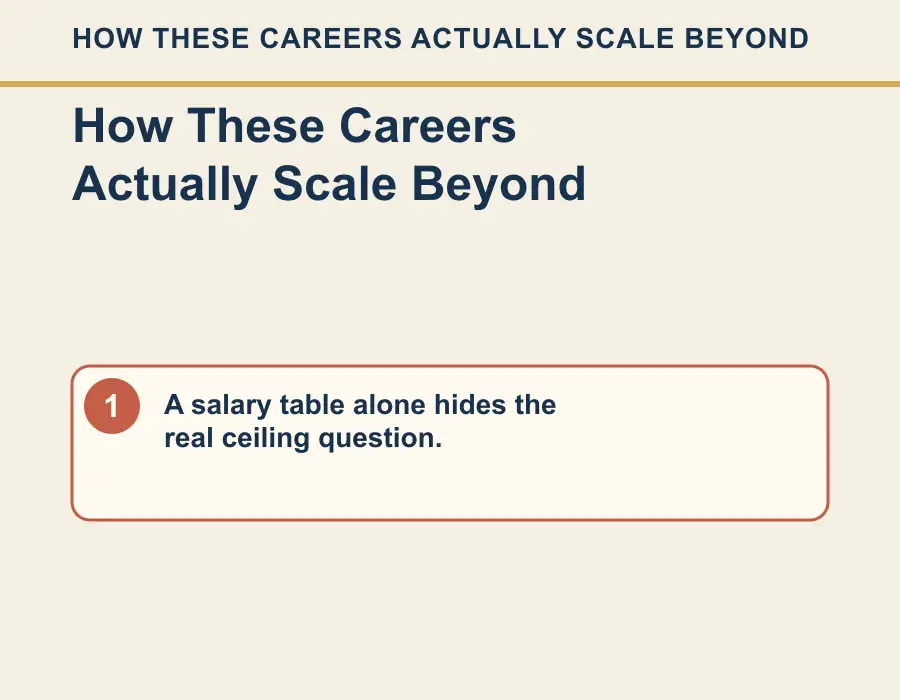 HOW THESE CAREERS ACTUALLY SCALE BEYOND
How These Careers
Actually Scale Beyond
1
A salary table alone hides the
real ceiling question.